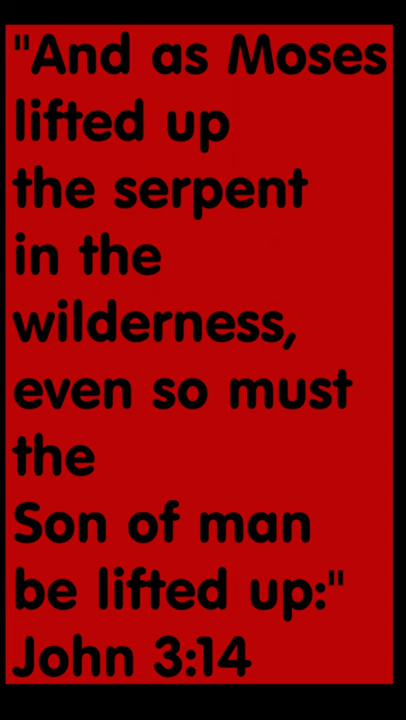 "And as Moses
lifted up
the serpent
in the
wilderness,
even so must
the
Son of man
be lifted up:"
John 3:14